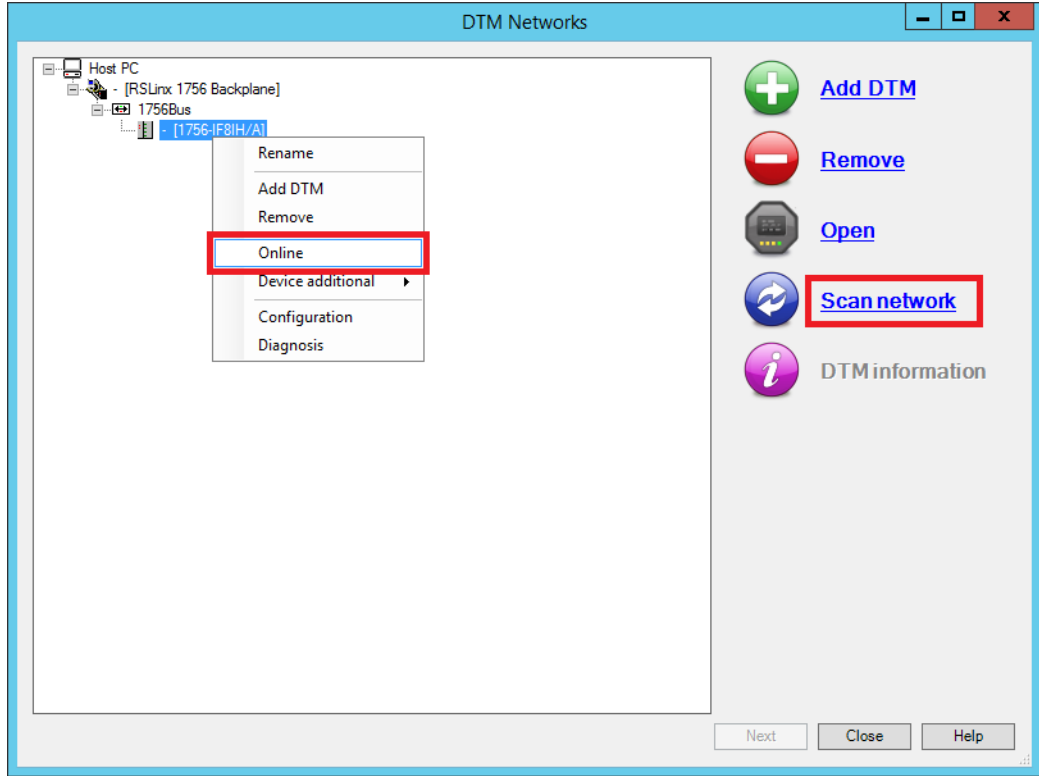 DTM Networks
Host PC
- [RSLinx 1756 Backplane]
1756Bus
- [1756-IF8IH/A]
Rename
Add DTM
Remove
Online
Device additional
Configuration
Diagnosis
Add DTM
Remove
Open
Scan network
DTM information
Next
Close
Help